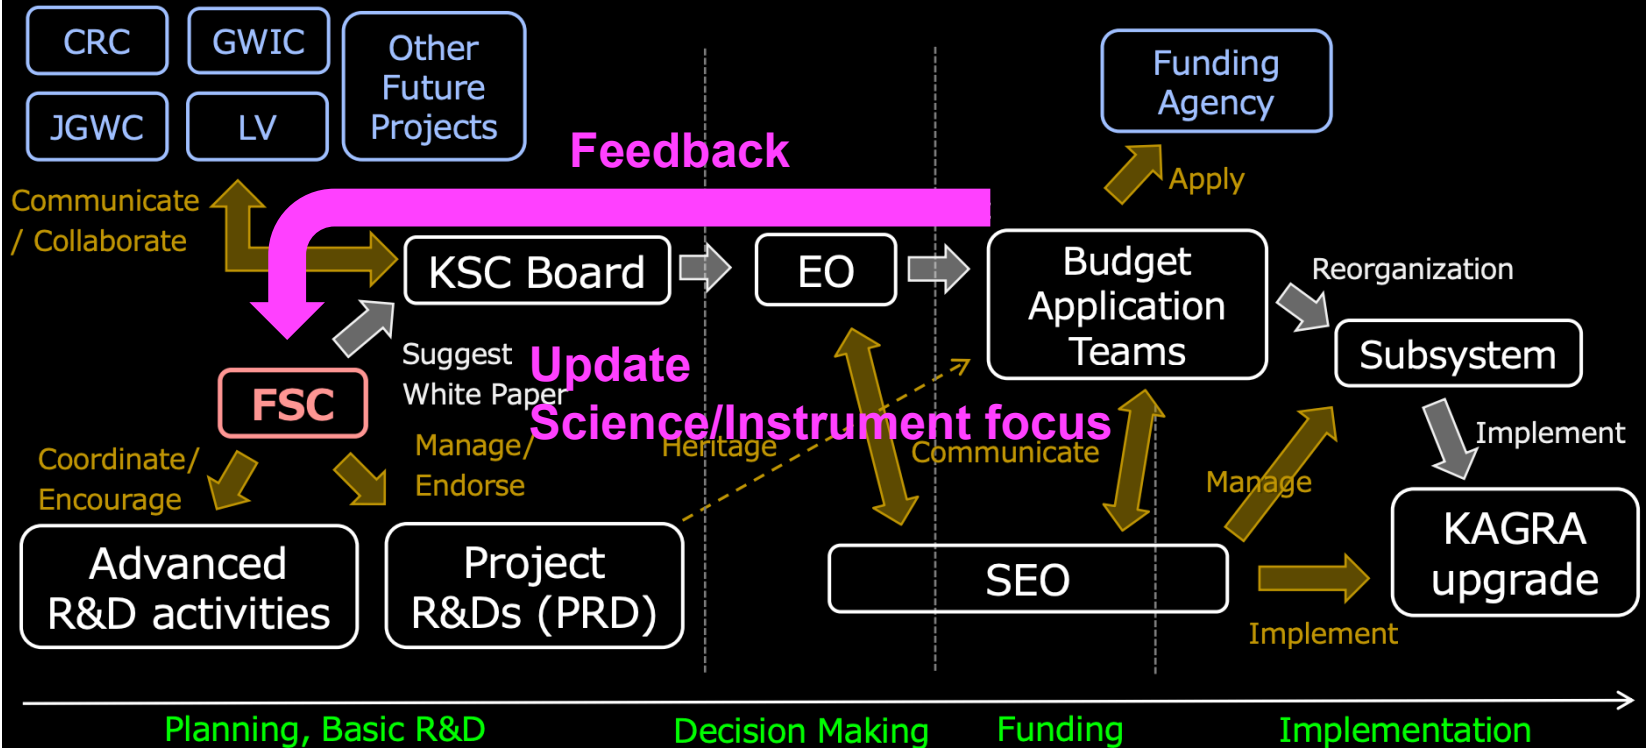 CRC
GWIC
Other
Future
Projects
JGWC
LV
Funding
Agency
Feedback
Apply
Communicate
/ Collaborate
KSC Board
EO
Budget
Application
Teams
Reorganization
Subsystem
Suggest
White Paper
Update
Science/Instrument focus
FSC
Coordinate/
Encourage
Manage/
Endorse
Heritage
Communicate
Manage
Implement
Advanced
R&D activities
Project
R&Ds (PRD)
SEO
KAGRA
upgrade
Implement
Planning, Basic R&D
Decision Making
Funding
Implementation